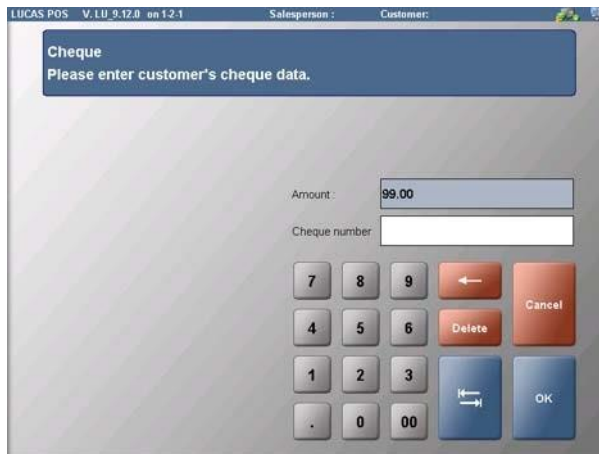 LUCAS POS V. LU_9.12.0 on 1-2-1 Salesperson : Customer:
Cheque
Please enter customer's cheque data.
Amount : 99.00
Cheque number
7 8 9 Cancel
4 5 6 Delete
1 2 3 OK
. 0 00